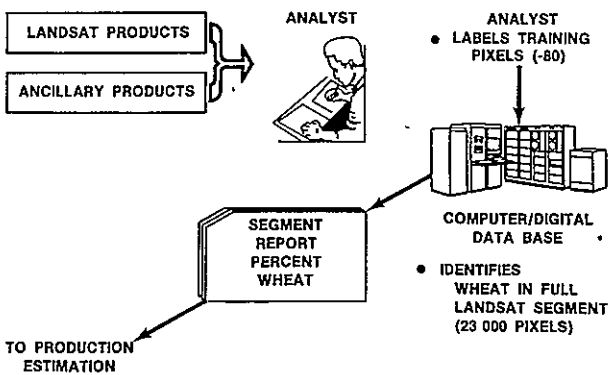 LANDSAT PRODUCTS
ANCILLARY PRODUCTS
ANALYST
ANALYST
• LABELS TRAINING
PIXELS (-80)
COMPUTER/DIGITAL
DATA BASE
• IDENTIFIES
WHEAT IN FULL
LANDSAT SEGMENT
(23 000 PIXELS)
SEGMENT
REPORT
PERCENT
WHEAT
TO PRODUCTION
ESTIMATION